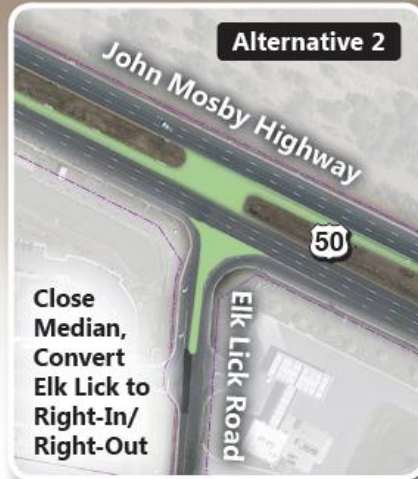 Alternative 2
John Mosby Highway
50
Close
Median,
Convert
Elk Lick to
Right-In/
Right-Out
Elk Lick Road